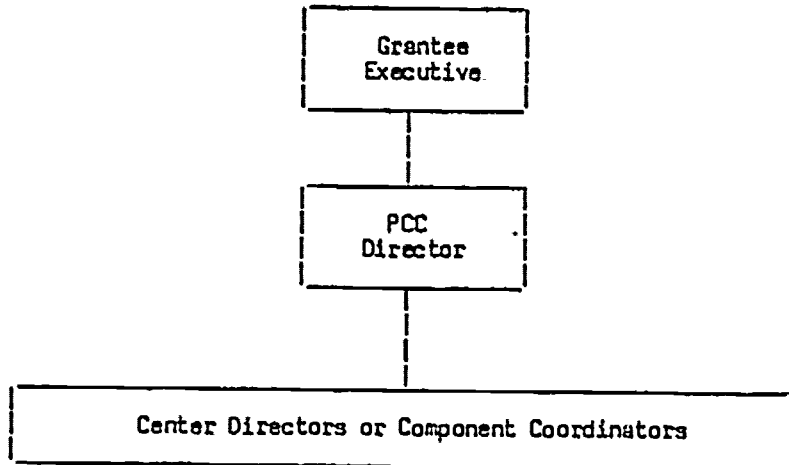 Grantee
Executive
PCC
Director
Center Directors or Component Coordinators